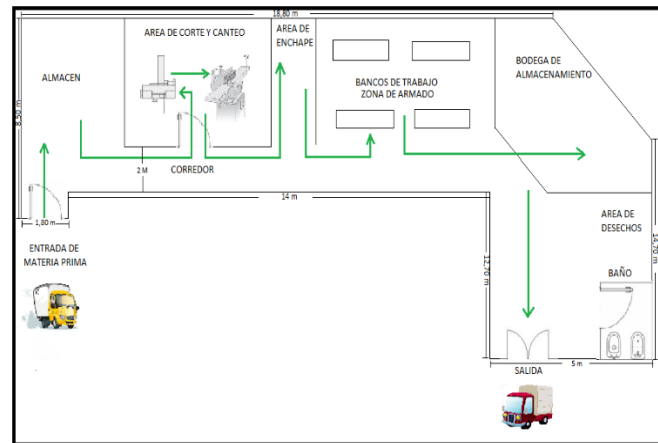 18,80 m
AREA DE CORTE Y CANTEO
AREA DE
ENCHAPE
BODEGA DE
ALMACENAMIENTO
ALMACEN
BANCOS DE TRABAJO
ZONA DE ARMADO
8,50 m
2 M
CORREDOR
14 m
1,80 m
ENTRADA DE
MATERIA PRIMA
AREA DE
DESECHOS
14,70 m
12,70 m
BAÑO
5 m
SALIDA